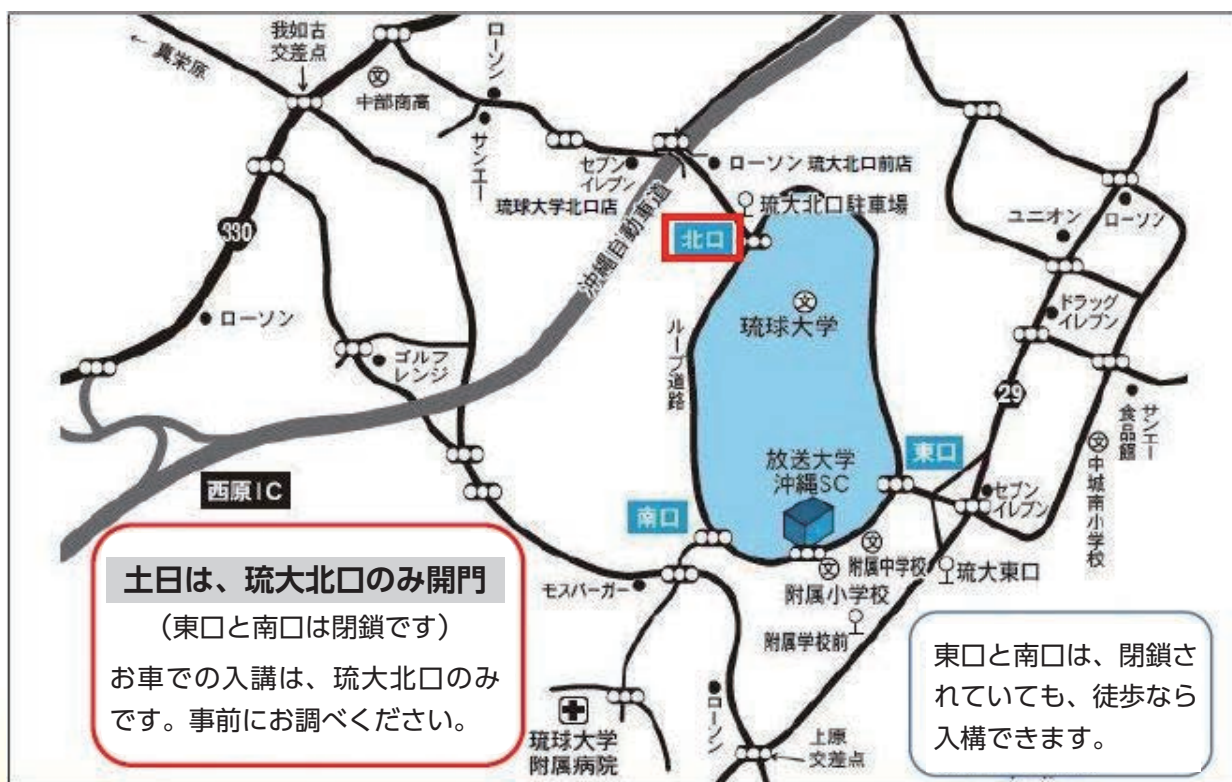 我如古
交差点
← 真栄原
文
中部商高
ローソン
サンエー
セブン
イレブン
琉球大学北口店
ローソン 琉大北口前店
琉大北口駐車場
北口
沖縄自動車道
330
ローソン
ゴルフ
レンジ
ループ道路
文
琉球大学
ユニオン
ローソン
ドラッグ
イレブン
29
サンエー
食品館
文
中城南小学校
西原IC
放送大学
沖縄SC
東口
南口
セブン
イレブン
文
附属中学校
文
附属小学校
琉大東口
附属学校前
モスバーガー
ローソン
琉球大学
附属病院
上原
交差点
土日は、琉大北口のみ開門
（東口と南口は閉鎖です）
お車での入講は、琉大北口のみ
です。事前にお調べください。
東口と南口は、閉鎖さ
れていても、徒歩なら
入構できます。